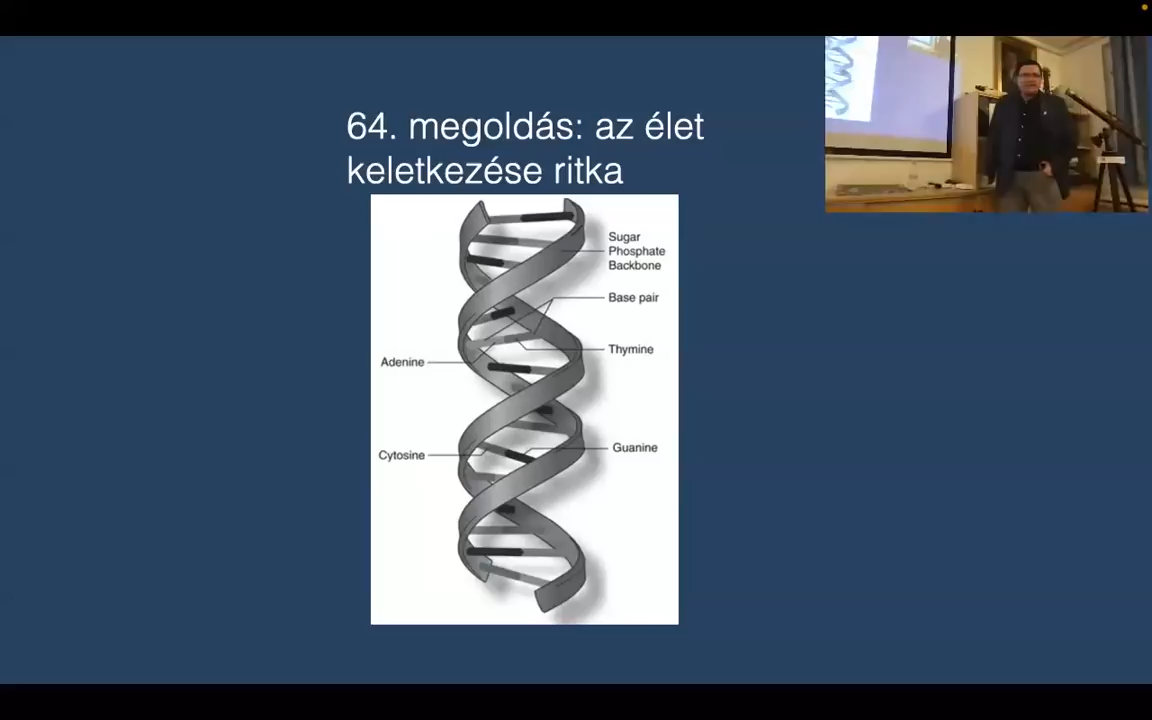 64. megoldás: az élet
keletkezése ritka
Sugar
Phosphate
Backbone
Base pair
Thymine
Adenine
Guanine
Cytosine